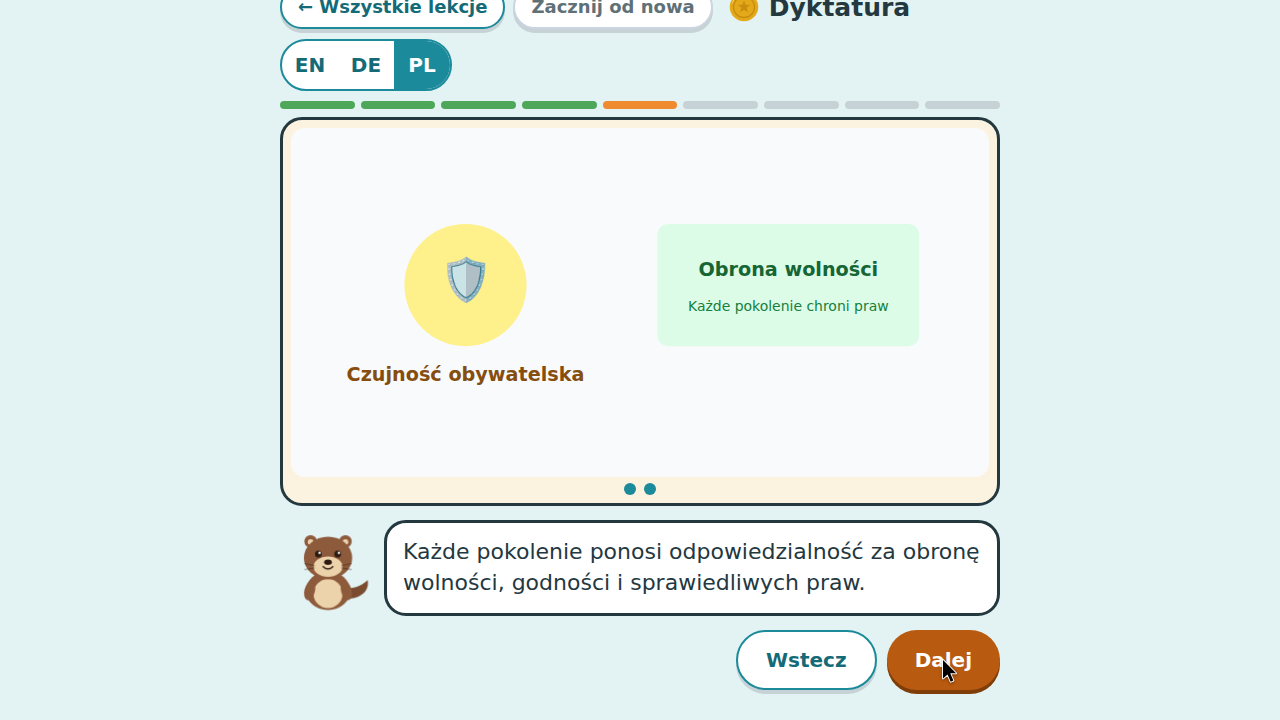 ← Wszystkie lekcje
Zacznij od nowa
Dyktatura
EN DE PL
Obrona wolności
Każde pokolenie chroni praw
Czujność obywatelska
Każde pokolenie ponosi odpowiedzialność za obronę
wolności, godności i sprawiedliwych praw.
Wstecz
Dalej